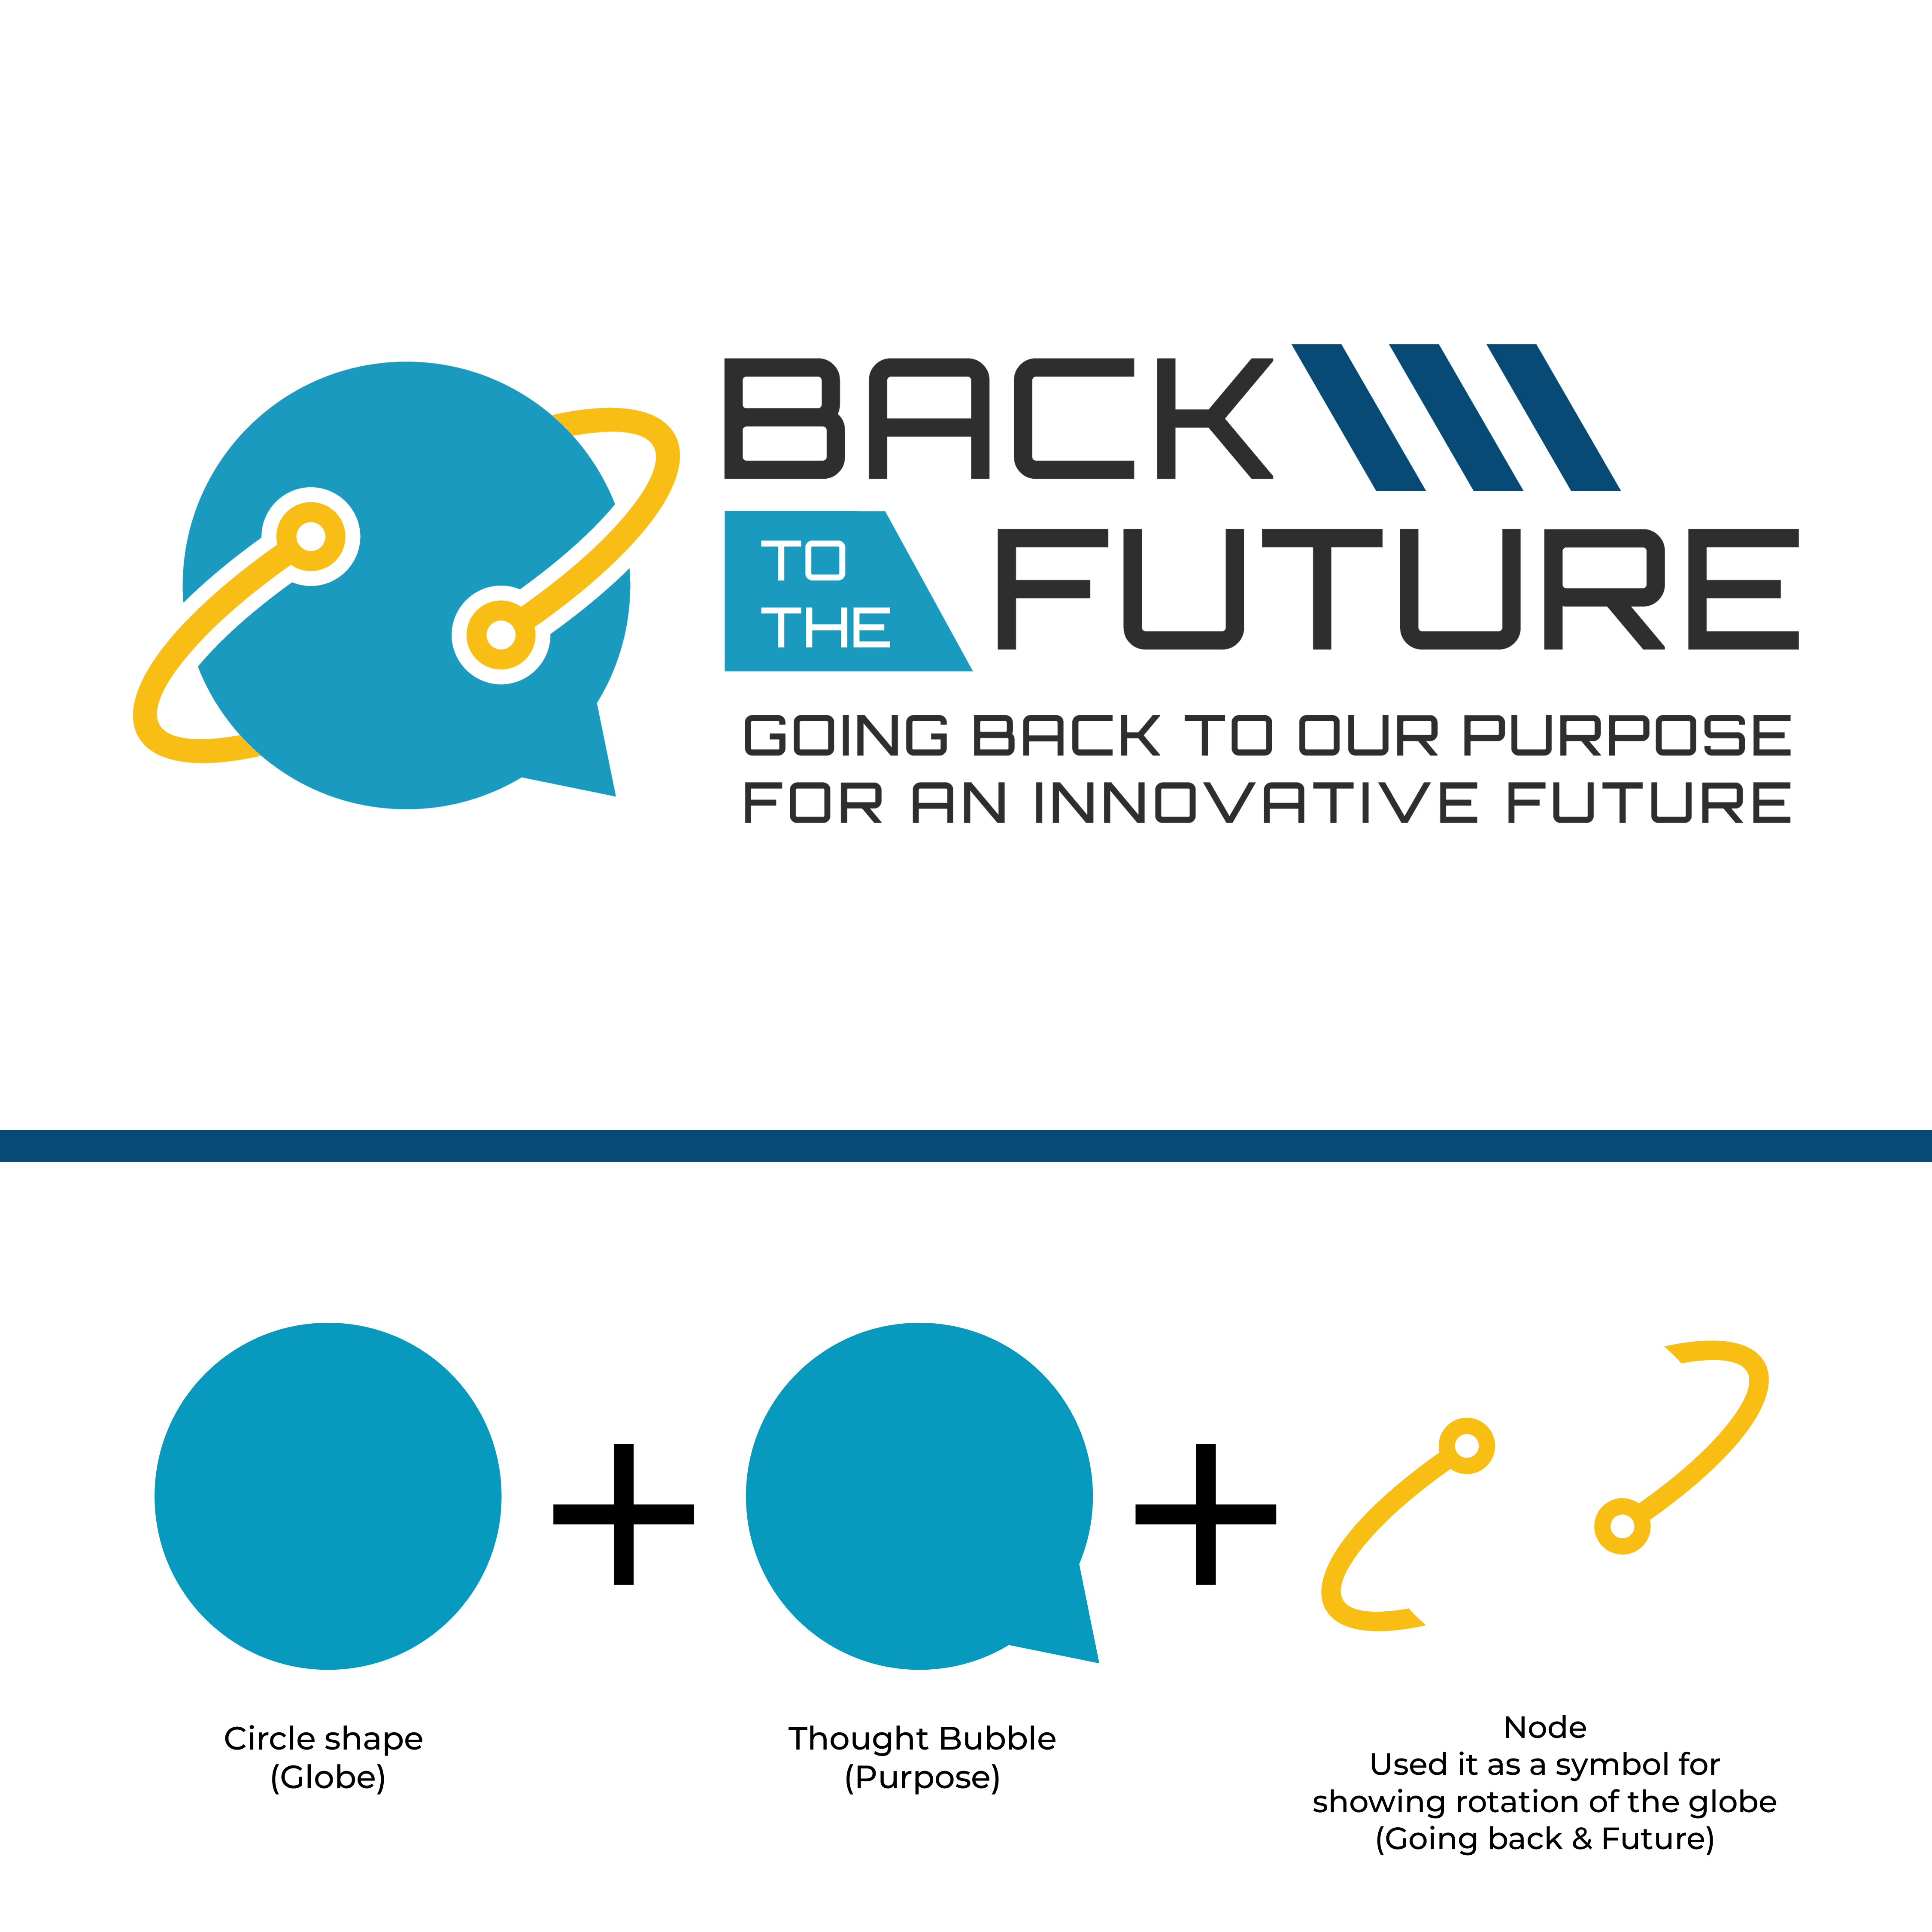 BACK
TO
THE
FUTURE
GOING BACK TO OUR PURPOSE
FOR AN INNOVATIVE FUTURE
Circle shape
(Globe)
Thought Bubble
(Purpose)
Node
Used it as a symbol for
showing rotation of the globe
(Going back & Future)